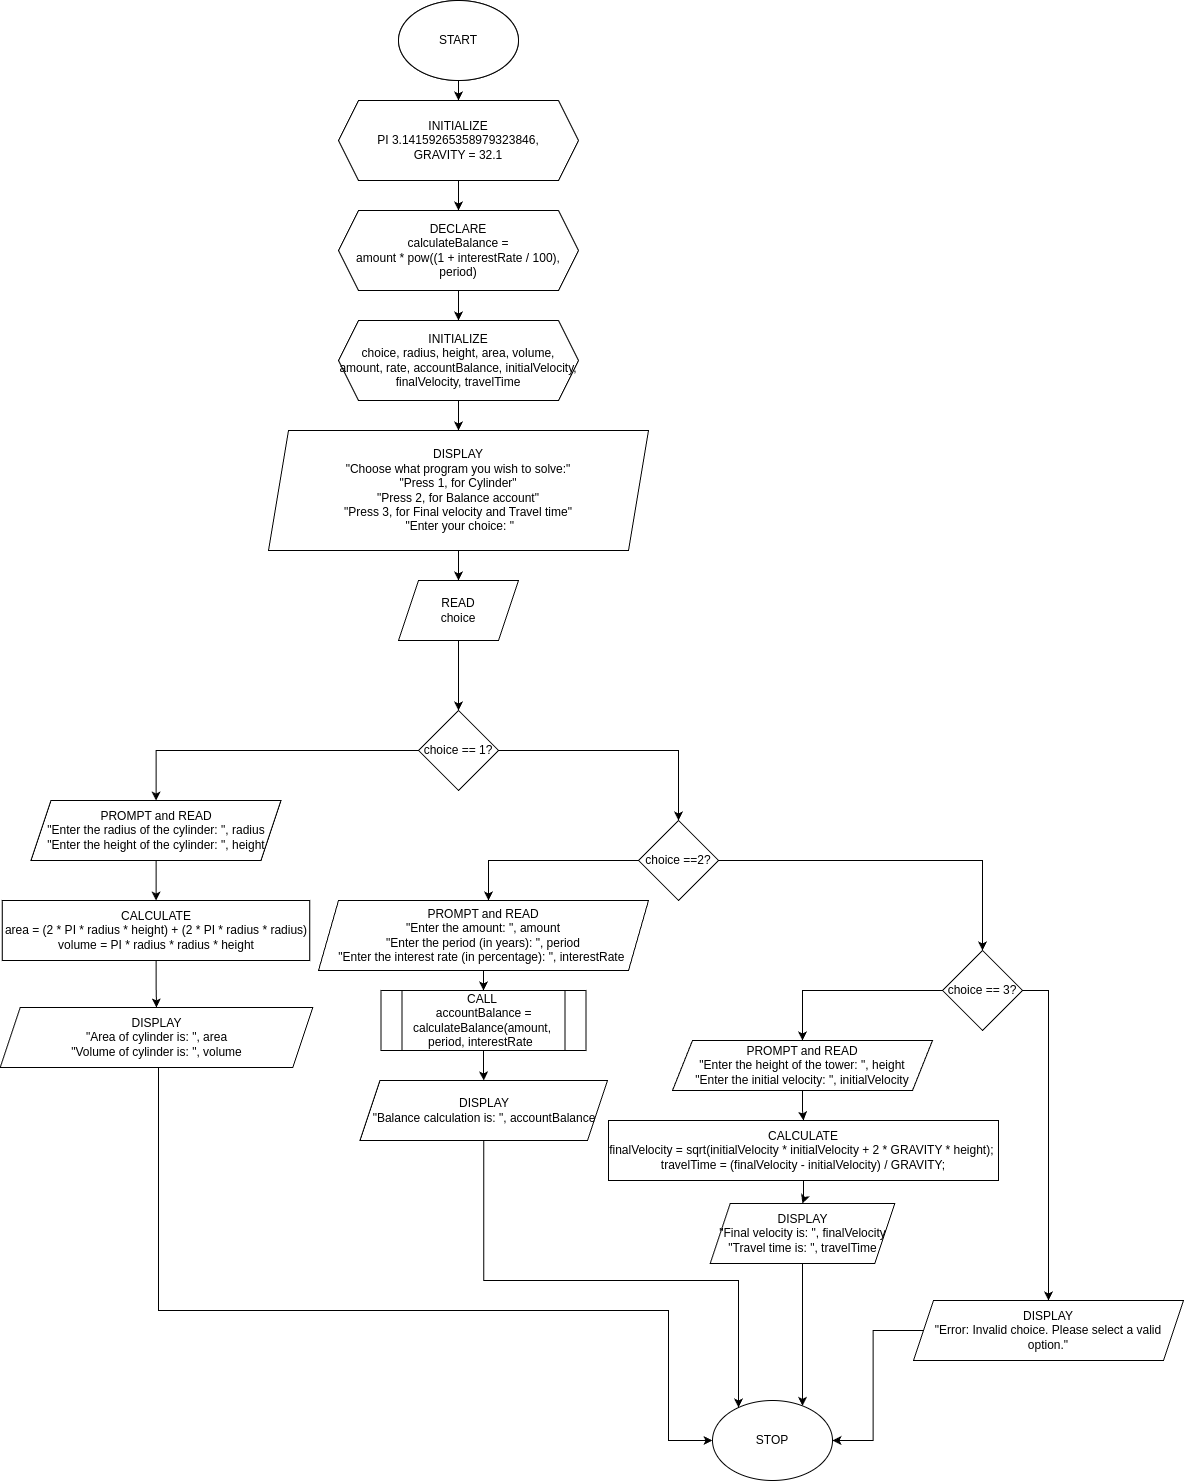 START
INITIALIZE
PI 3.14159265358979323846,
GRAVITY = 32.1
DECLARE
calculateBalance =
amount * pow((1 + interestRate / 100),
period)
INITIALIZE
choice, radius, height, area, volume,
amount, rate, accountBalance, initialVelocity,
finalVelocity, travelTime
DISPLAY
"Choose what program you wish to solve:"
"Press 1, for Cylinder"
"Press 2, for Balance account"
"Press 3, for Final velocity and Travel time"
"Enter your choice: "
READ
choice
choice == 1?
PROMPT and READ
"Enter the radius of the cylinder: ", radius
"Enter the height of the cylinder: ", height
CALCULATE
area = (2 * PI * radius * height) + (2 * PI * radius * radius)
volume = PI * radius * radius * height
DISPLAY
"Area of cylinder is: ", area
"Volume of cylinder is: ", volume
choice ==2?
PROMPT and READ
"Enter the amount: ", amount
"Enter the period (in years): ", period
"Enter the interest rate (in percentage): ", interestRate
CALL
accountBalance =
calculateBalance(amount,
period, interestRate
DISPLAY
"Balance calculation is: ", accountBalance
choice == 3?
PROMPT and READ
"Enter the height of the tower: ", height
"Enter the initial velocity: ", initialVelocity
CALCULATE
finalVelocity = sqrt(initialVelocity * initialVelocity + 2 * GRAVITY * height);
travelTime = (finalVelocity - initialVelocity) / GRAVITY;
DISPLAY
"Final velocity is: ", finalVelocity
"Travel time is: ", travelTime
DISPLAY
"Error: Invalid choice. Please select a valid
option."
STOP